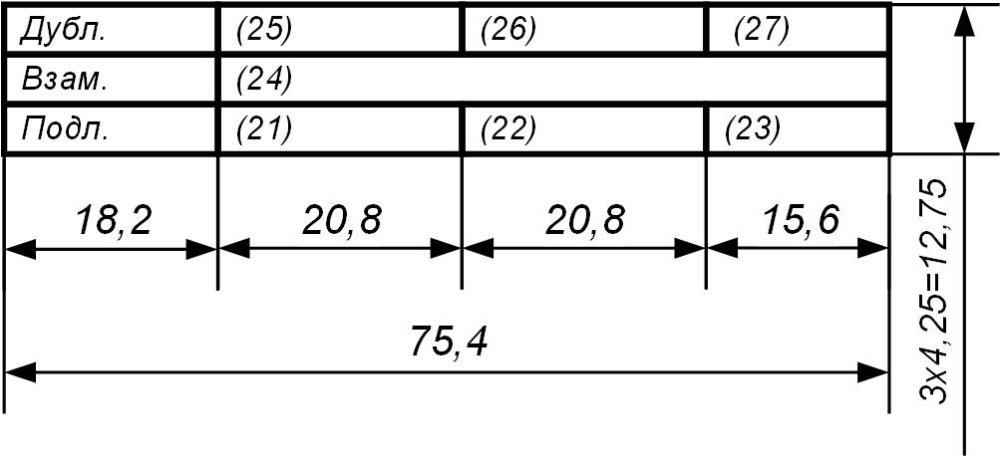 Дубл. (25) (26) (27)
Взам. (24)
Подл. (21) (22) (23)
18,2 20,8 20,8 15,6
75,4
3х4,25=12,75